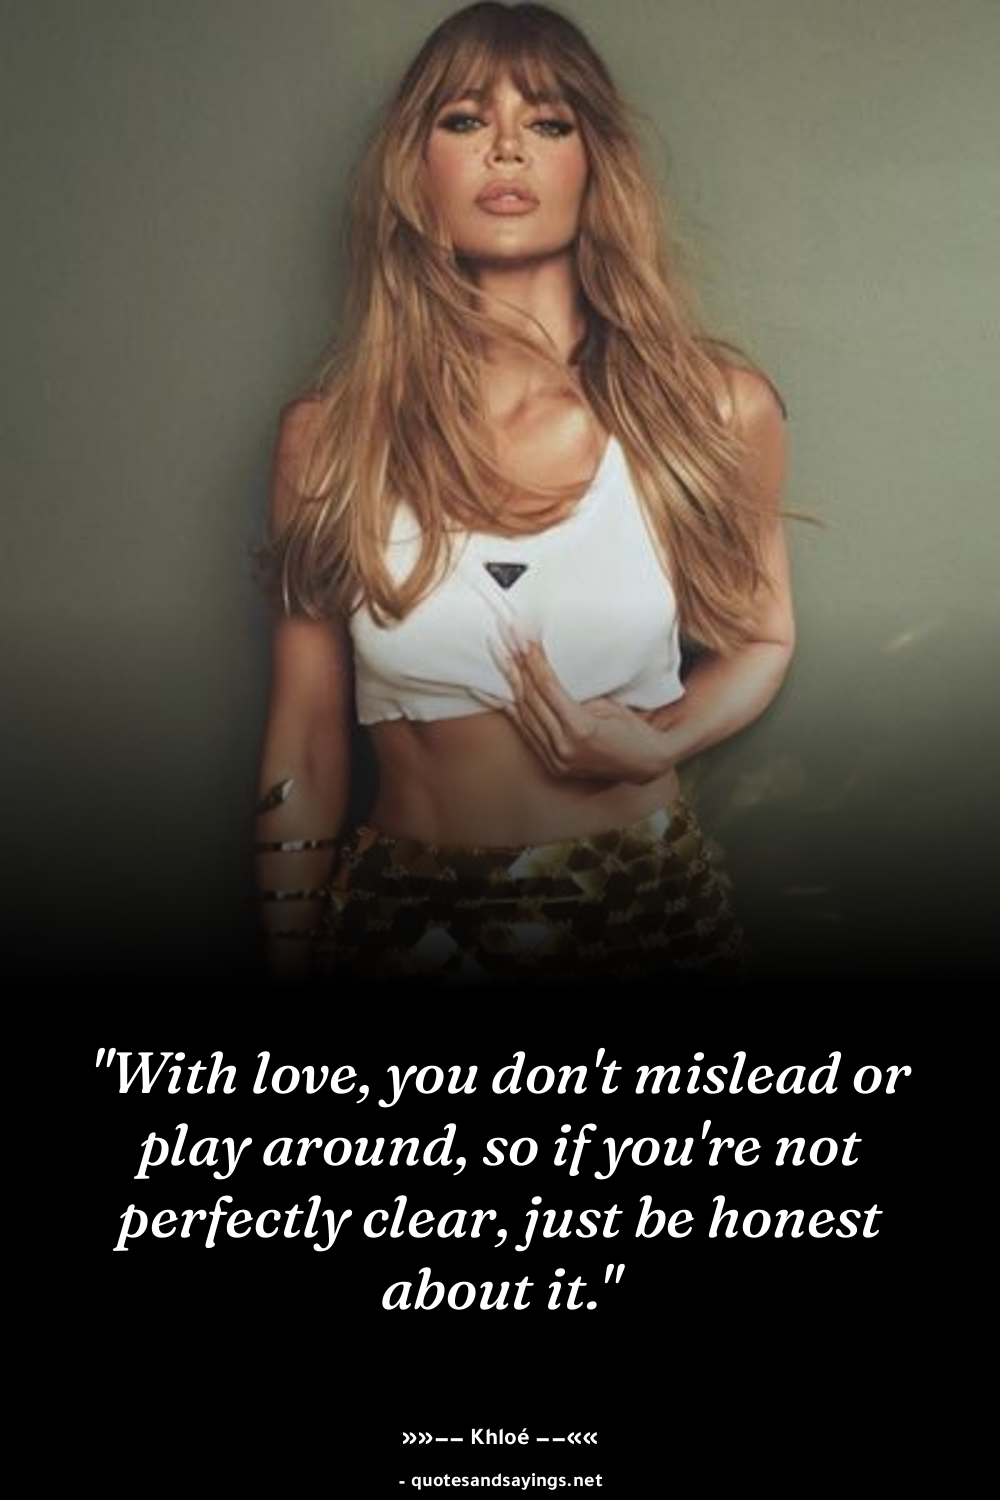 "With love, you don't mislead or
play around, so if you're not
perfectly clear, just be honest
about it."
»»–– Khloé ––««
- quotesandsayings.net